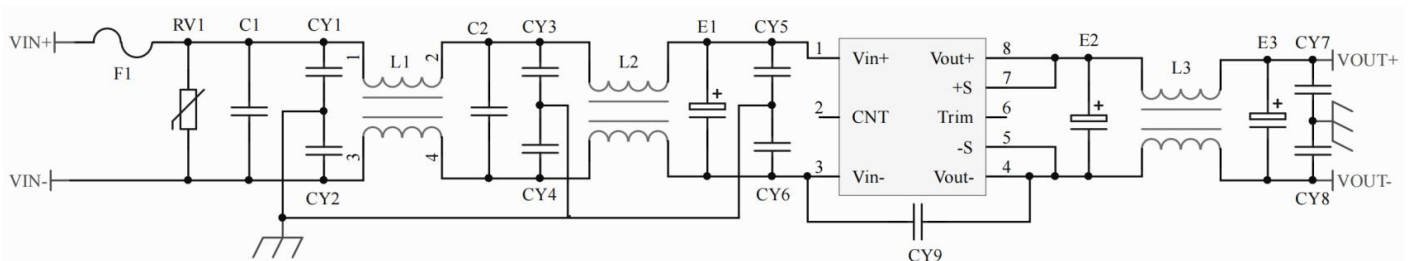 VIN+
F1
RV1
C1
CY1
1
2
L1
3
4
VIN-
CY2
C2
CY3
CY4
L2
E1
+
CY5
CY6
1
Vin+
2
CNT
3
Vin-
Vout+
8
+S
7
Trim
6
-S
5
Vout-
4
CY9
E2
+
L3
E3
+
CY7
VOUT+
VOUT-
CY8